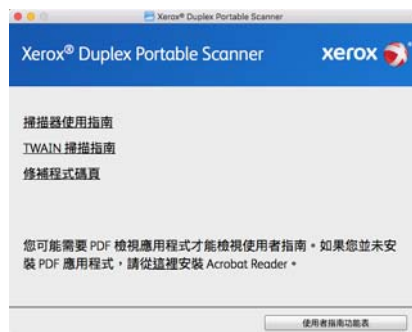 Xerox® Duplex Portable Scanner
Xerox® Duplex Portable Scanner
xerox
掃描器使用指南
TWAIN 掃描指南
修補程式碼頁
您可能需要 PDF 檢視應用程式才能檢視使用者指南。如果您並未安
裝 PDF 應用程式，請從這裡安裝 Acrobat Reader。
使用者指南功能表